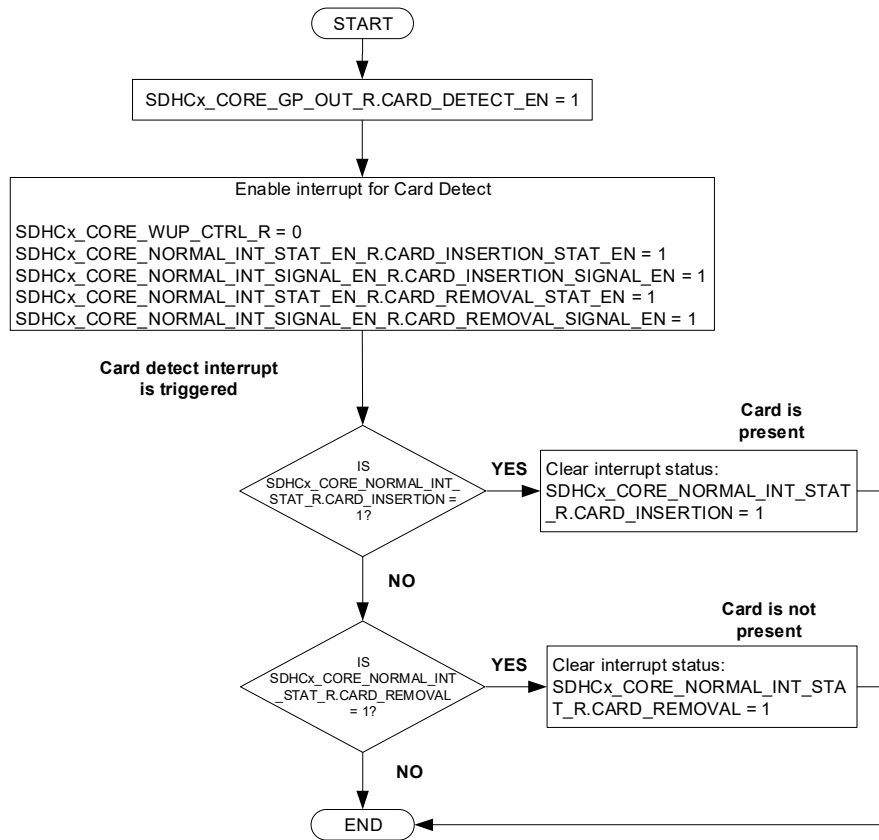 START
SDHCx_CORE_GP_OUT_R.CARD_DETECT_EN = 1
Enable interrupt for Card Detect
SDHCx_CORE_WUP_CTRL_R = 0
SDHCx_CORE_NORMAL_INT_STAT_EN_R.CARD_INSERTION_STAT_EN = 1
SDHCx_CORE_NORMAL_INT_SIGNAL_EN_R.CARD_INSERTION_SIGNAL_EN = 1
SDHCx_CORE_NORMAL_INT_STAT_EN_R.CARD_REMOVAL_STAT_EN = 1
SDHCx_CORE_NORMAL_INT_SIGNAL_EN_R.CARD_REMOVAL_SIGNAL_EN = 1
Card detect interrupt
is triggered
IS
SDHCx_CORE_NORMAL_INT_
STAT_R.CARD_INSERTION =
1?
YES
Card is
present
Clear interrupt status:
SDHCx_CORE_NORMAL_INT_STAT
_R.CARD_INSERTION = 1
NO
IS
SDHCx_CORE_NORMAL_INT
_STAT_R.CARD_REMOVAL
= 1?
YES
Card is not
present
Clear interrupt status:
SDHCx_CORE_NORMAL_INT_STA
T_R.CARD_REMOVAL = 1
NO
END